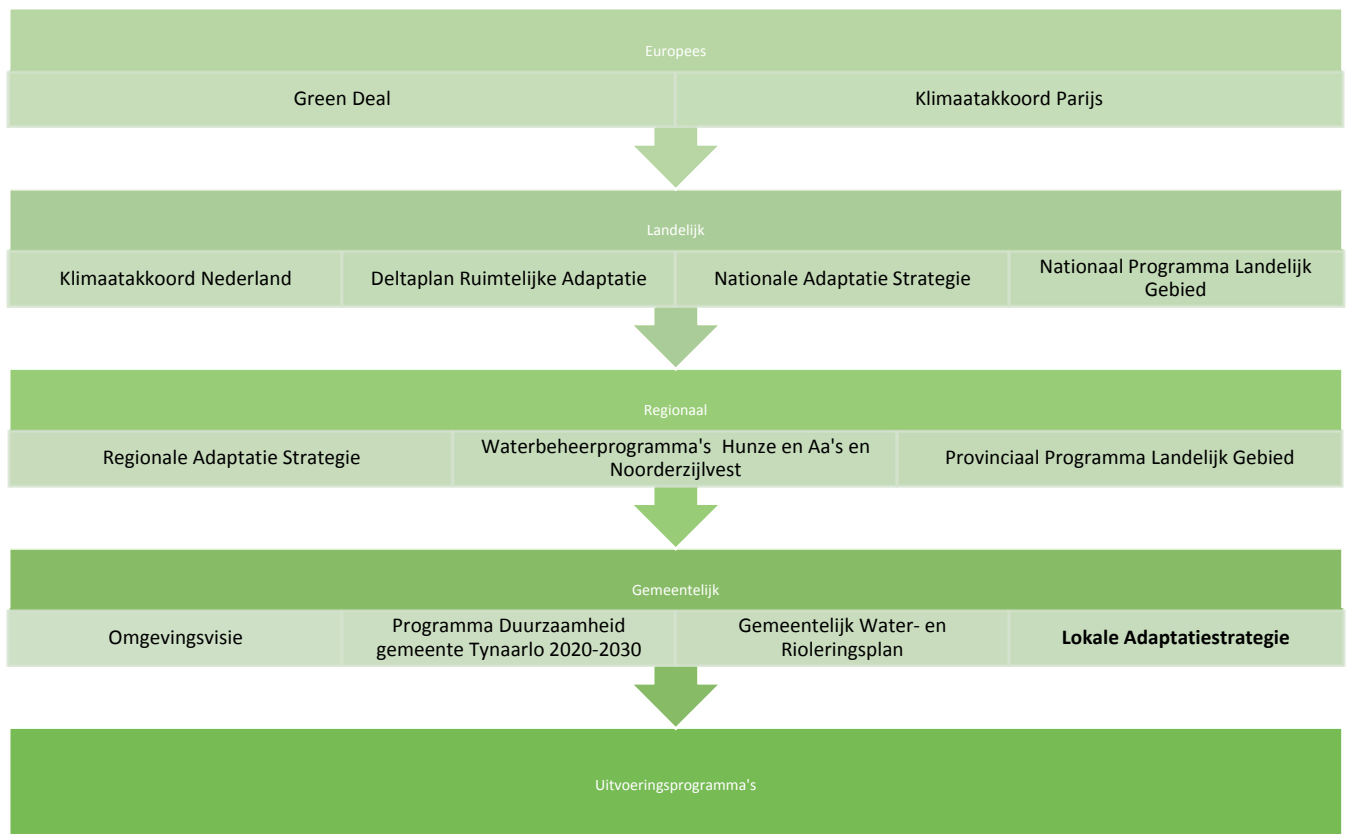 Europees
Green Deal
Klimaatakkoord Parijs
Landelijk
Klimaatakkoord Nederland
Deltaplan Ruimtelijke Adaptatie
Nationale Adaptatie Strategie
Nationaal Programma Landelijk
Gebied
Regionaal
Regionale Adaptatie Strategie
Waterbeheerprogramma's Hunze en Aa's en
Noorderzijlvest
Provinciaal Programma Landelijk Gebied
Gemeentelijk
Omgevingsvisie
Programma Duurzaamheid
gemeente Tynaarlo 2020-2030
Gemeentelijk Water- en
Rioleringsplan
Lokale Adaptatiestrategie
Uitvoeringsprogramma's